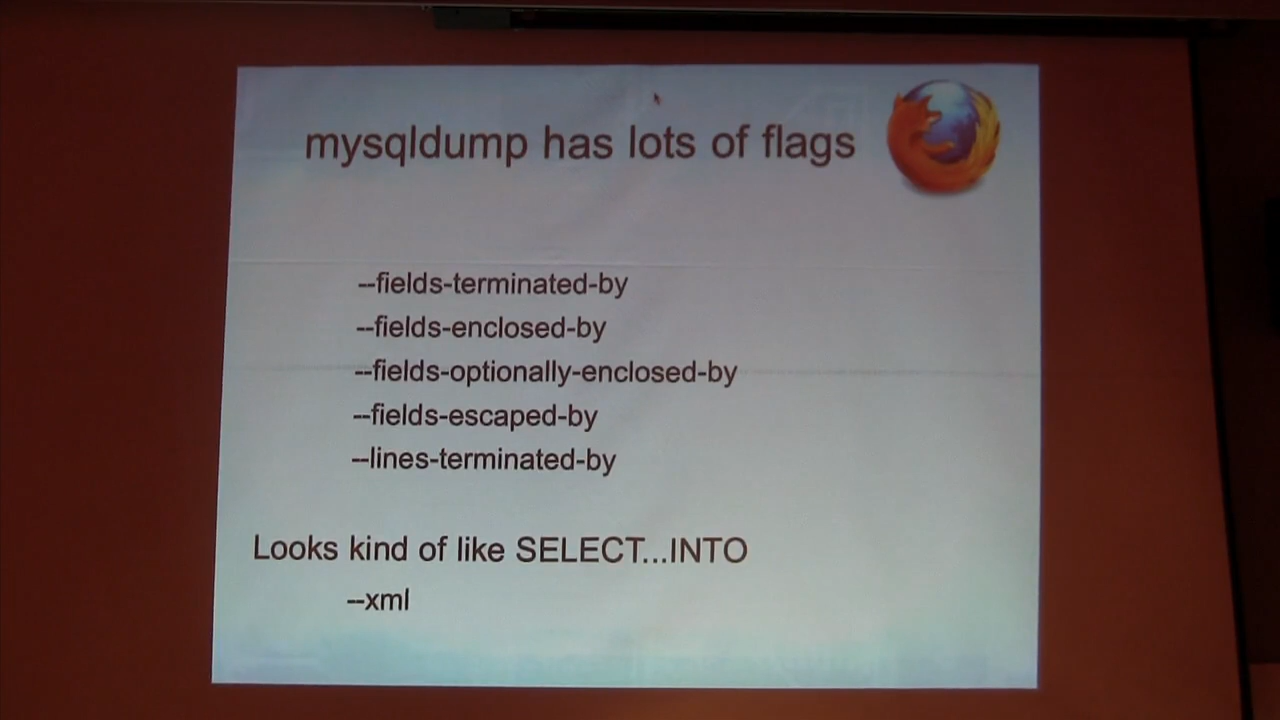 mysqldump has lots of flags
--fields-terminated-by
--fields-enclosed-by
--fields-optionally-enclosed-by
--fields-escaped-by
--lines-terminated-by
Looks kind of like SELECT...INTO
--xml